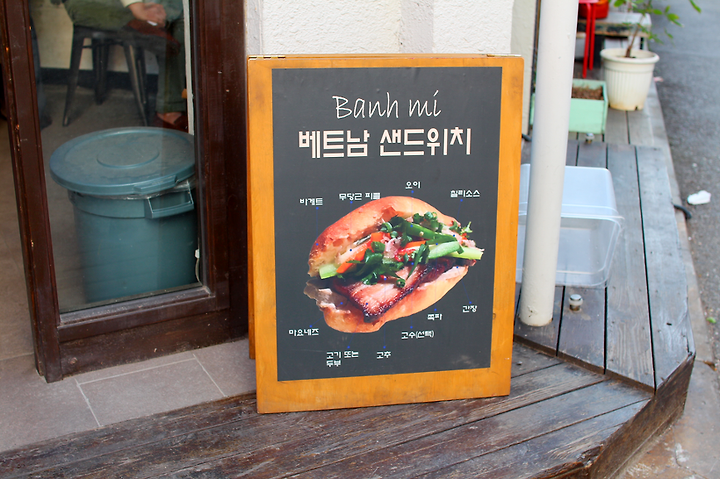 Banh mi
베트남 샌드위치
오이
바게트 무당근 피클 칠리소스
쪽파 간장
마요네즈 고수(선택)
고기 또는 고추
두부